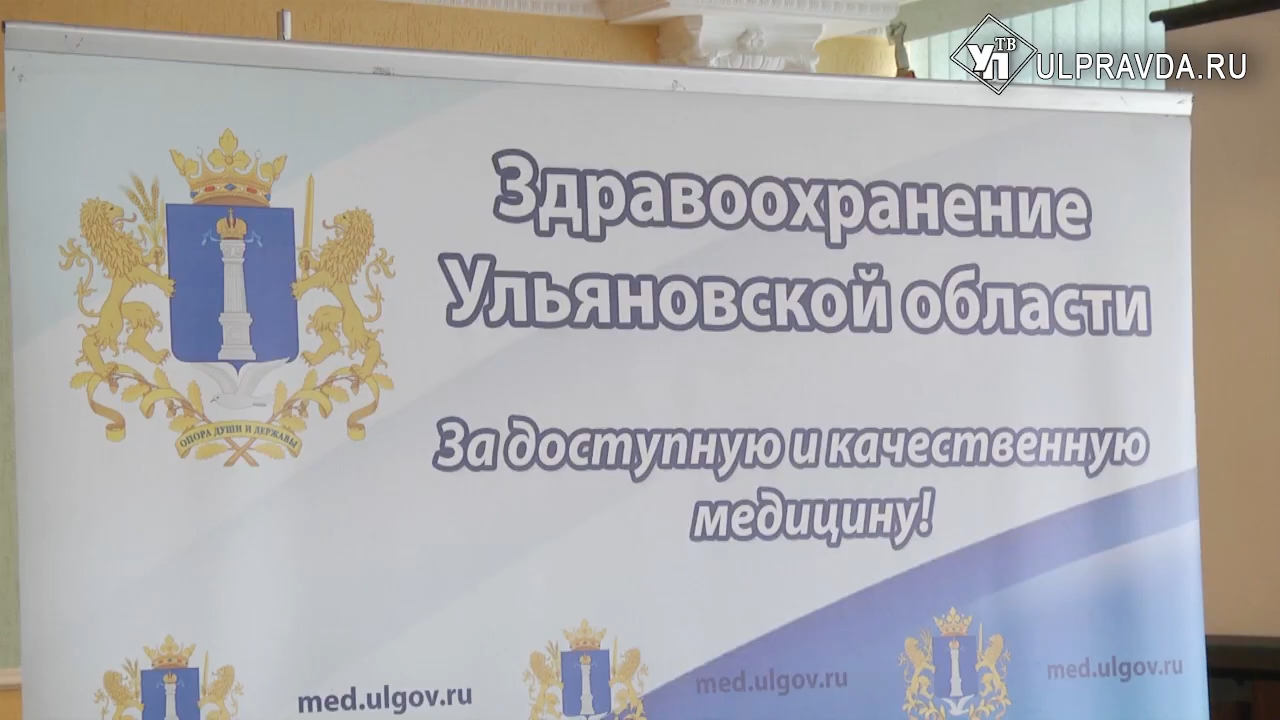 УП ТВ ULPRAVDA.RU
Здравоохранение
Ульяновской области
За доступную и качественную
медицину!
ОПОРА ДУШИ И ДЕРЖАВЫ
med.ulgov.ru
med.ulgov.ru
med.ulgov.ru